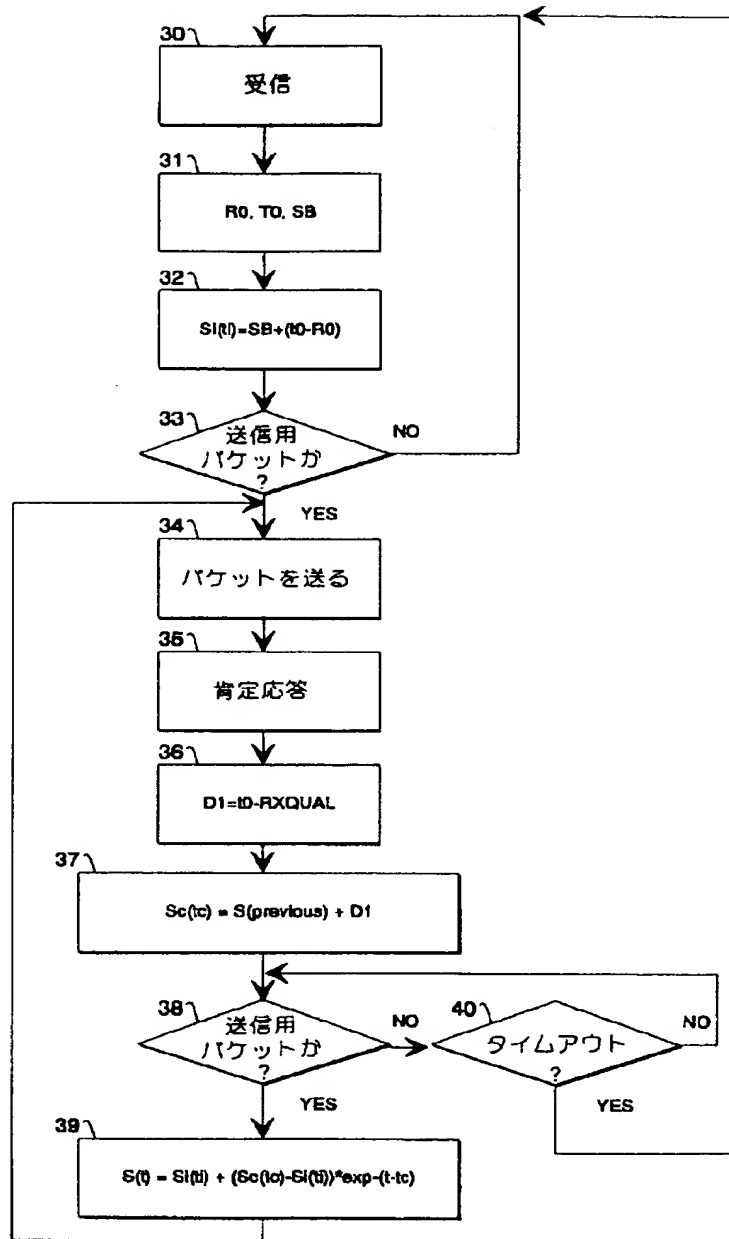 30
受信
31
R0, T0, SB
32
Si(ti)=SB+(t0-R0)
33
送信用
パケットか
?
NO
YES
34
パケットを送る
35
肯定応答
36
D1=t0-RXQUAL
37
Sc(tc) = S(previous) + D1
38
送信用
パケットか
?
NO
YES
40
タイムアウト
?
NO
YES
39
S(t) = Si(ti) + (Sc(tc)-Si(ti))*exp-(t-tc)